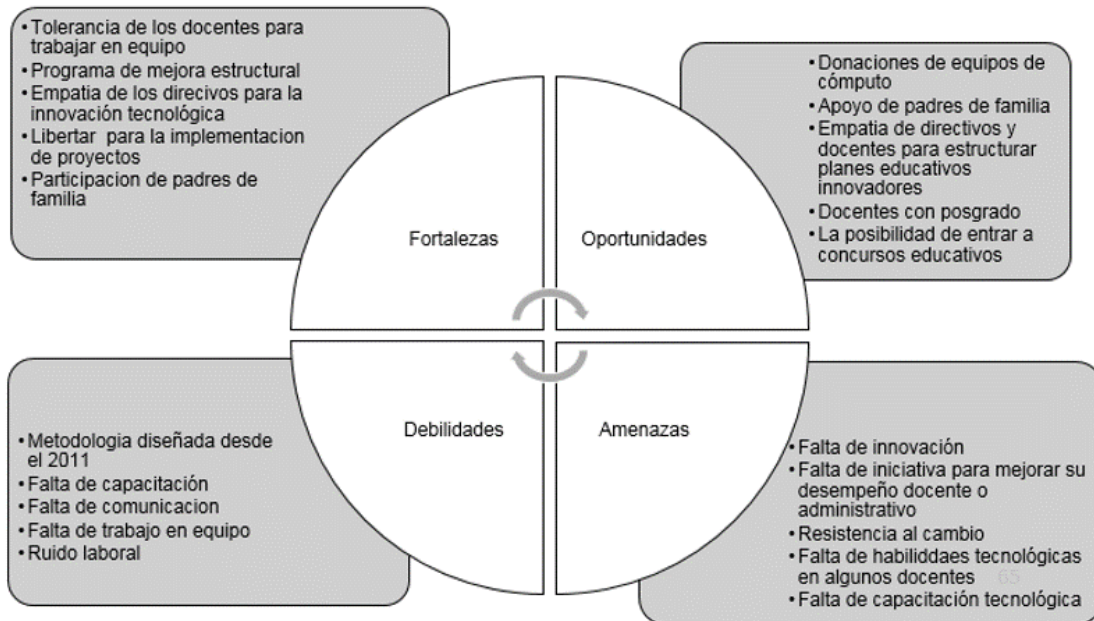 • Tolerancia de los docentes para
trabajar en equipo
• Programa de mejora estructural
• Empatia de los direcivos para la
innovación tecnológica
• Libertar para la implementacion
de proyectos
• Participacion de padres de
familia
• Donaciones de equipos de
cómputo
• Apoyo de padres de familia
• Empatia de directivos y
docentes para estructurar
planes educativos
innovadores
• Docentes con posgrado
• La posibilidad de entrar a
concursos educativos
Fortalezas
Oportunidades
Debilidades
Amenazas
• Metodologia diseñada desde
el 2011
• Falta de capacitación
• Falta de comunicacion
• Falta de trabajo en equipo
• Ruido laboral
• Falta de innovación
• Falta de iniciativa para mejorar su
desempeño docente o
administrativo
• Resistencia al cambio
• Falta de habiliddaes tecnológicas
en algunos docentes
• Falta de capacitación tecnológica
65